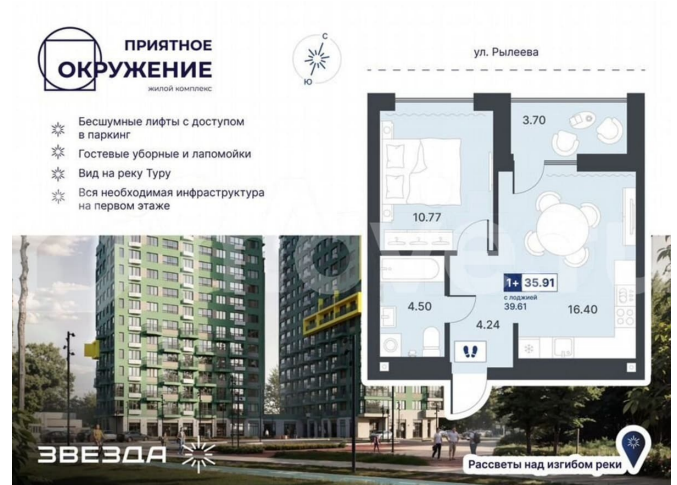 ПРИЯТНОЕ
ОКРУЖЕНИЕ
ЖИЛОЙ КОМПЛЕКС
С
Ю
ул. Рылеева
Бесшумные лифты с доступом
в паркинг
Гостевые уборные и лапомойки
Вид на реку Туру
Вся необходимая инфраструктура
на первом этаже
3.70
10.77
1+ 35.91
с лоджией
39.61
16.40
4.50
4.24
ЗВЕЗДА
Рассветы над изгибом реки